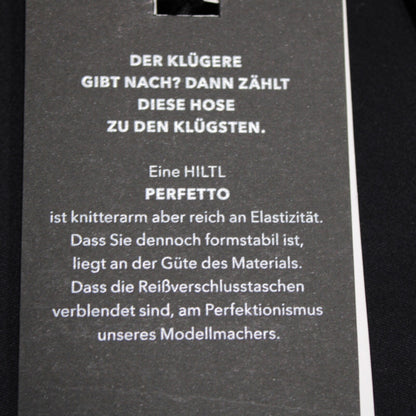 DER KLÜGERE
GIBT NACH? DANN ZÄHLT
DIESE HOSE
ZU DEN KLÜGSTEN.
Eine HILTL
PERFETTO
ist knitterarm aber reich an Elastizität.
Dass Sie dennoch formstabil ist,
liegt an der Güte des Materials.
Dass die Reißverschlusstaschen
verblendet sind, am Perfektionismus
unseres Modellmachers.